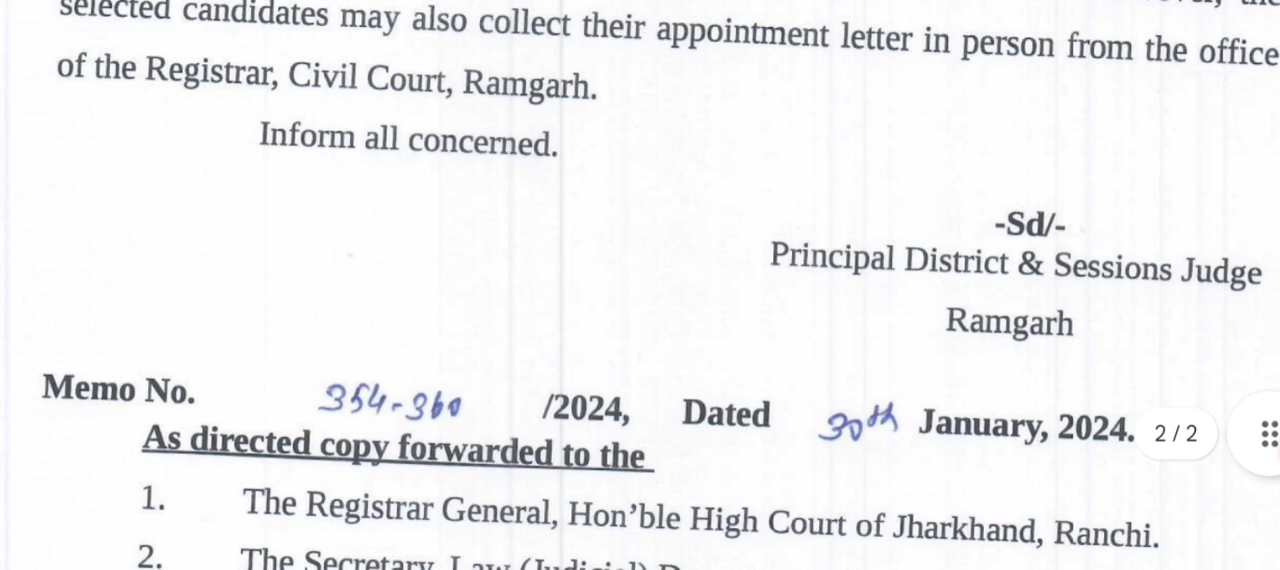 selected candidates may also collect their appointment letter in person from the office
of the Registrar, Civil Court, Ramgarh.
Inform all concerned.
-Sd/-
Principal District & Sessions Judge
Ramgarh
Memo No. 354-360 /2024, Dated 30th January, 2024.
2 / 2
As directed copy forwarded to the
1. The Registrar General, Hon’ble High Court of Jharkhand, Ranchi.
2. The Secretary, Law (Judicial)